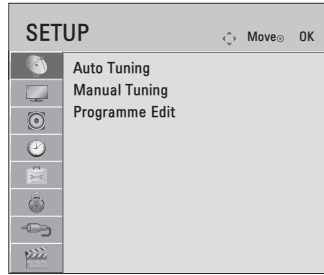 SETUP
Move OK
Auto Tuning
Manual Tuning
Programme Edit